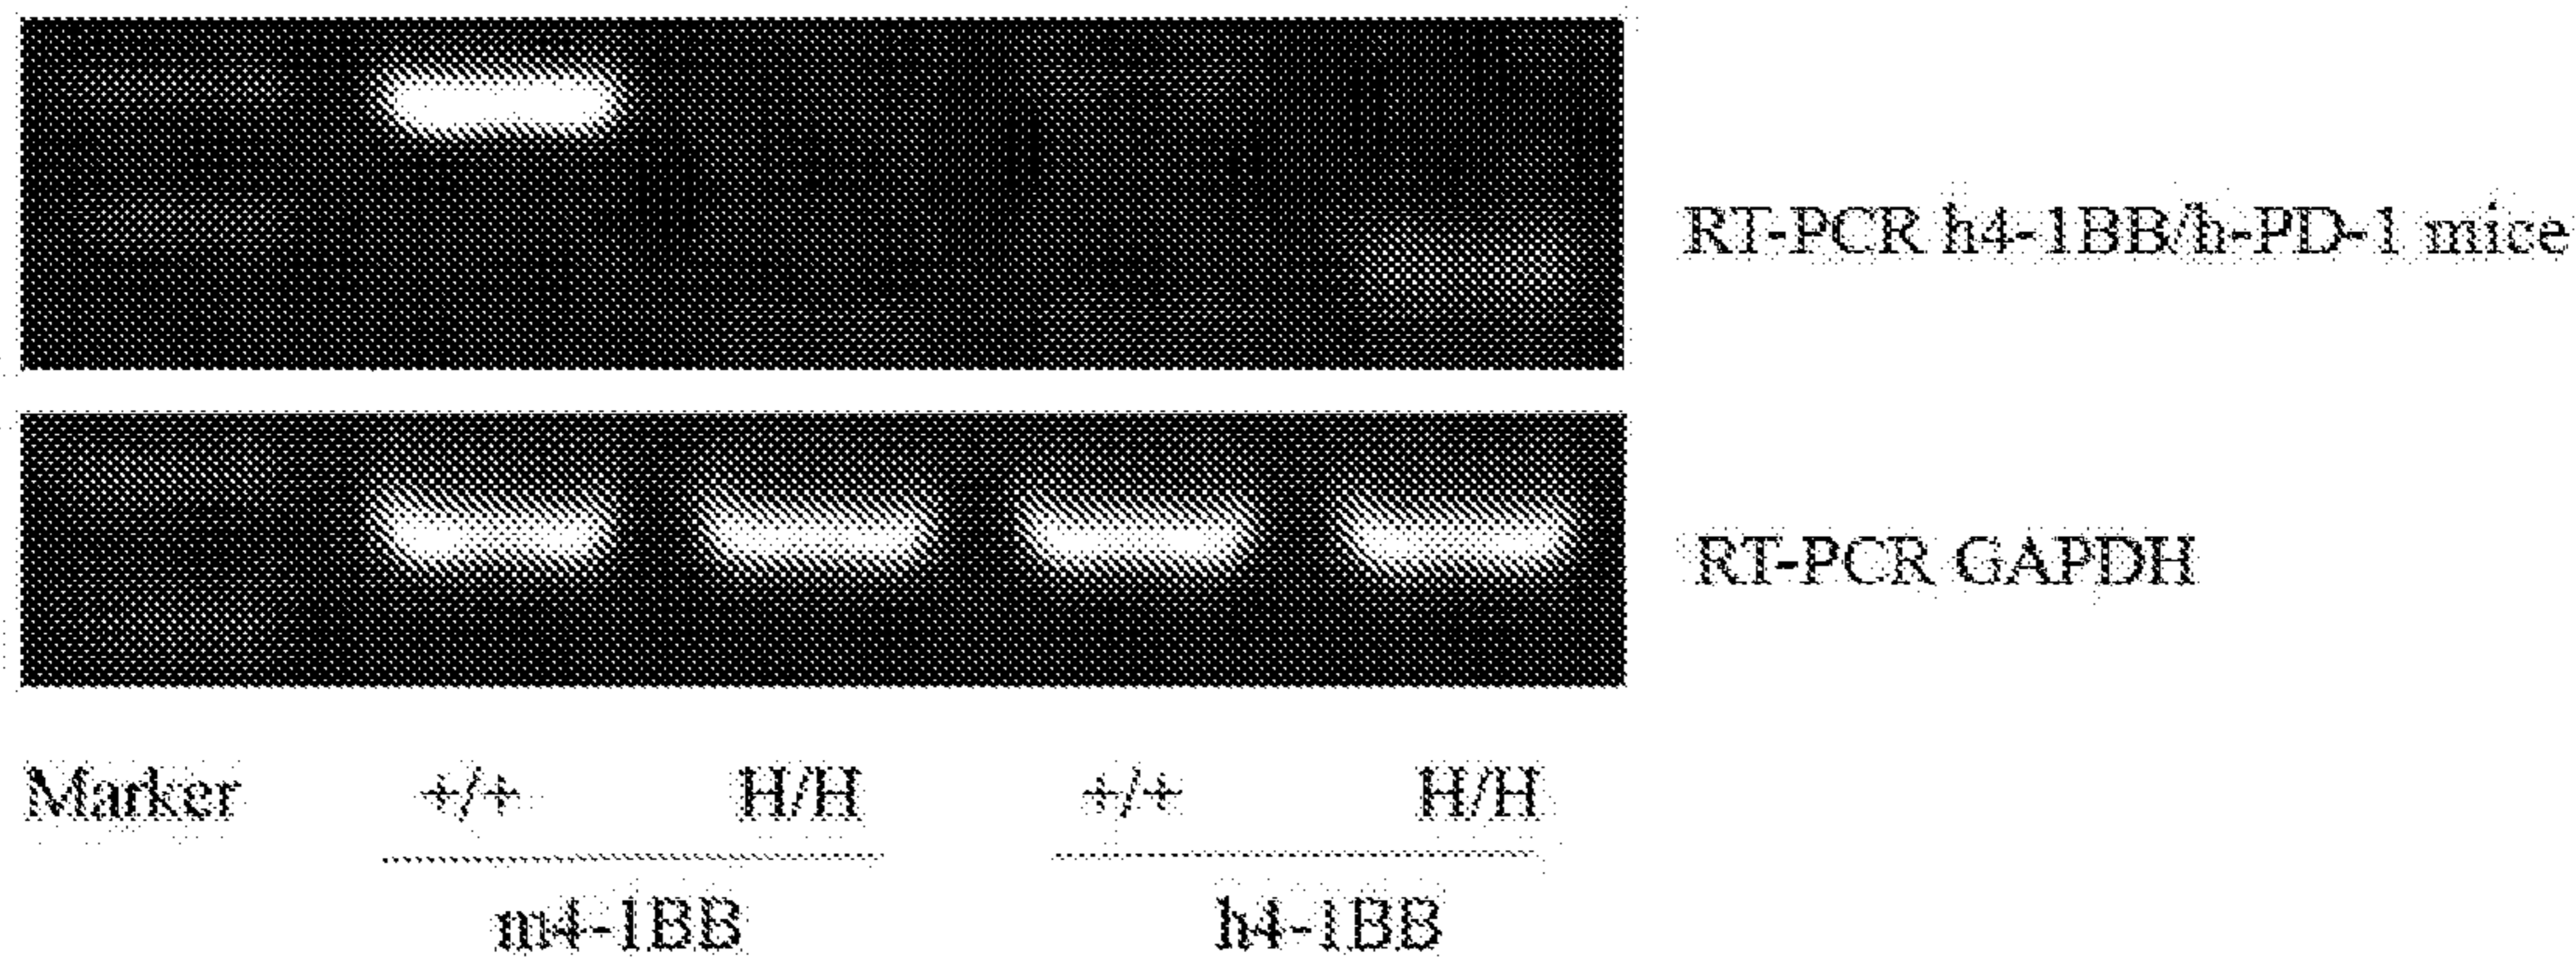 RT-PCR h4-1BB/h-PD-1 mice
RT-PCR GAPDH
Marker +/+ H/H +/+ H/H
m4-1BB h4-1BB